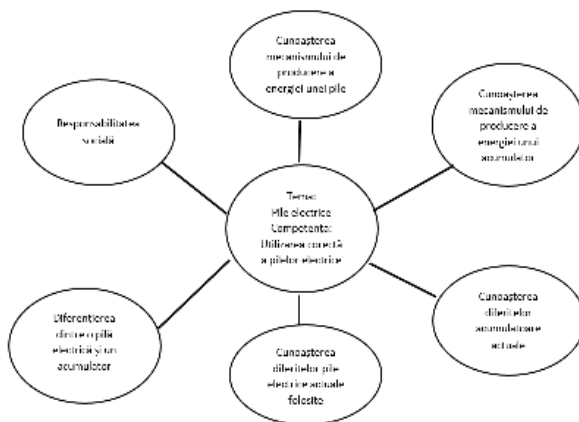 Cunoașterea
mecanismului de
producere a
energiei unei pile
Cunoașterea
mecanismului de
producere a
energiei unui
acumulator
Cunoașterea
diferitelor
acumulatoare
actuale
Cunoașterea
diferitelor pile
electrice actuale
folosite
Diferențierea
dintre o pilă
electrică și un
acumulator
Responsabilitatea
socială
Tema:
Pile electrice
Competența:
Utilizarea corectă
a pilelor electrice